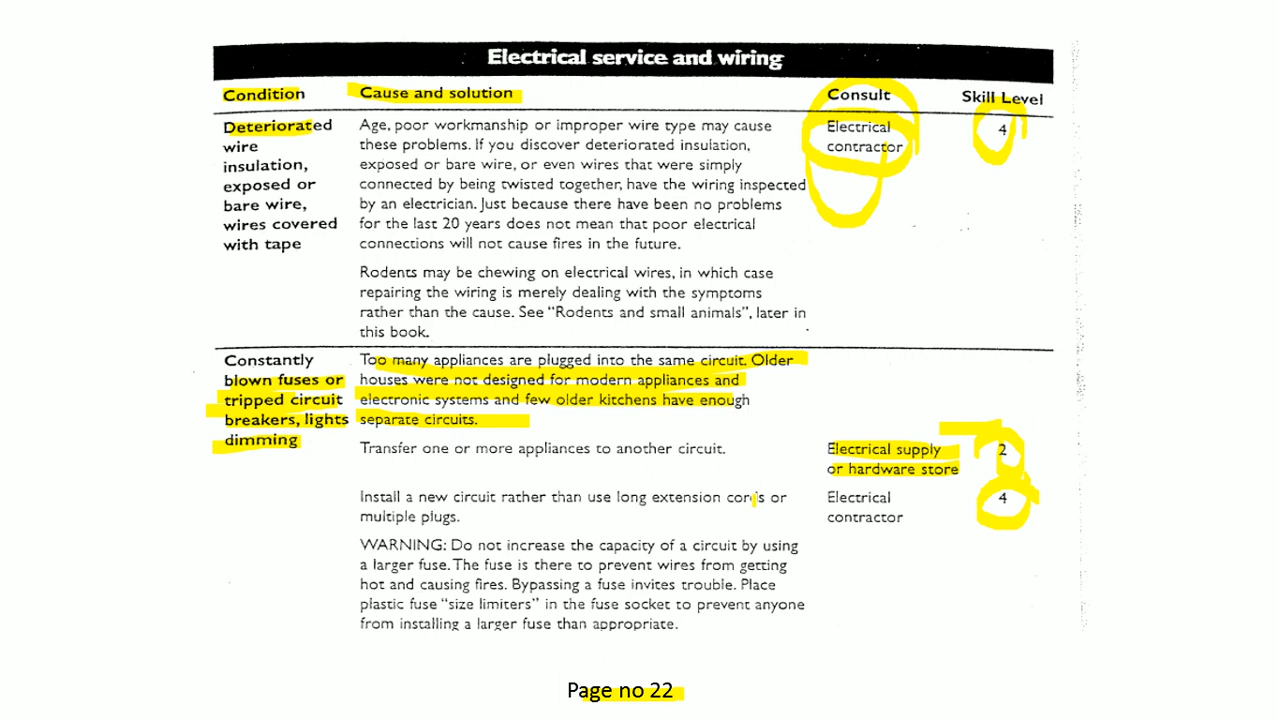 Electrical service and wiring
Condition Cause and solution Consult Skill Level
Deteriorated
wire
insulation,
exposed or
bare wire,
wires covered
with tape
Age, poor workmanship or improper wire type may cause
these problems. If you discover deteriorated insulation,
exposed or bare wire, or even wires that were simply
connected by being twisted together, have the wiring inspected
by an electrician. Just because there have been no problems
for the last 20 years does not mean that poor electrical
connections will not cause fires in the future.
Rodents may be chewing on electrical wires, in which case
repairing the wiring is merely dealing with the symptoms
rather than the cause. See "Rodents and small animals", later in
this book.
Electrical
contractor
4
Constantly
blown fuses or
tripped circuit
breakers, lights
dimming
Too many appliances are plugged into the same circuit. Older
houses were not designed for modern appliances and
electronic systems and few older kitchens have enough
separate circuits.
Transfer one or more appliances to another circuit.
Electrical supply
or hardware store
2
Install a new circuit rather than use long extension cords or
multiple plugs.
Electrical
contractor
4
WARNING: Do not increase the capacity of a circuit by using
a larger fuse. The fuse is there to prevent wires from getting
hot and causing fires. Bypassing a fuse invites trouble. Place
plastic fuse "size limiters" in the fuse socket to prevent anyone
from installing a larger fuse than appropriate.
Page no 22